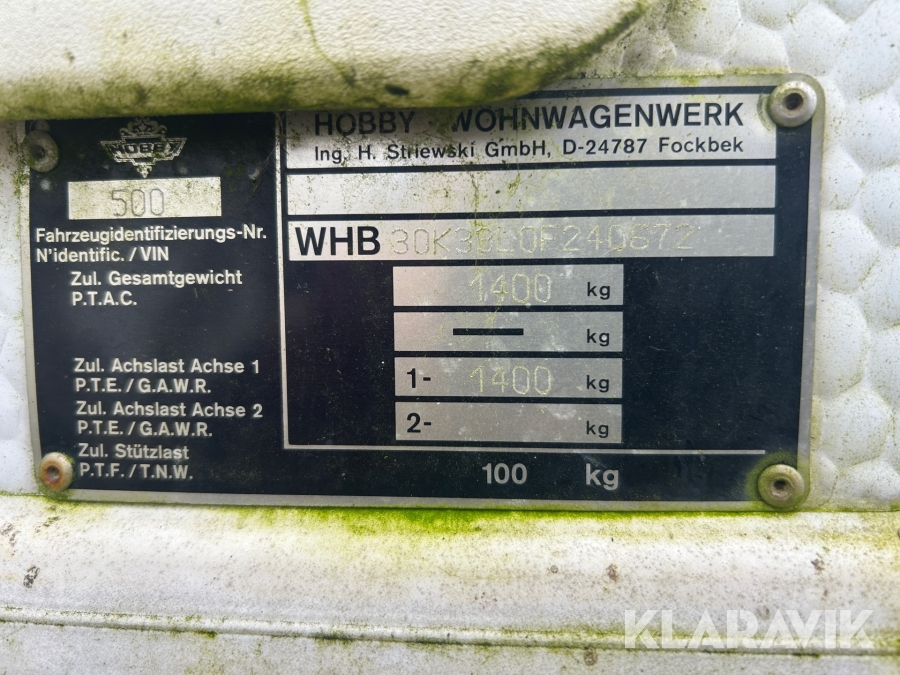 HOBBY WOHNWAGENWERK
Ing. H. Striewski GmbH, D-24787 Fockbek
HOBBY
500
Fahrzeugidentifizierungs-Nr.
N'identific. / VIN
WHB
Zul. Gesamtgewicht
P.T.A.C.
1400 kg
kg
Zul. Achslast Achse 1
P.T.E. / G.A.W.R.
1- 1400 kg
Zul. Achslast Achse 2
P.T.E. / G.A.W.R.
2- kg
Zul. Stützlast
P.T.F. / T.N.W.
100 kg
KLARAVIK